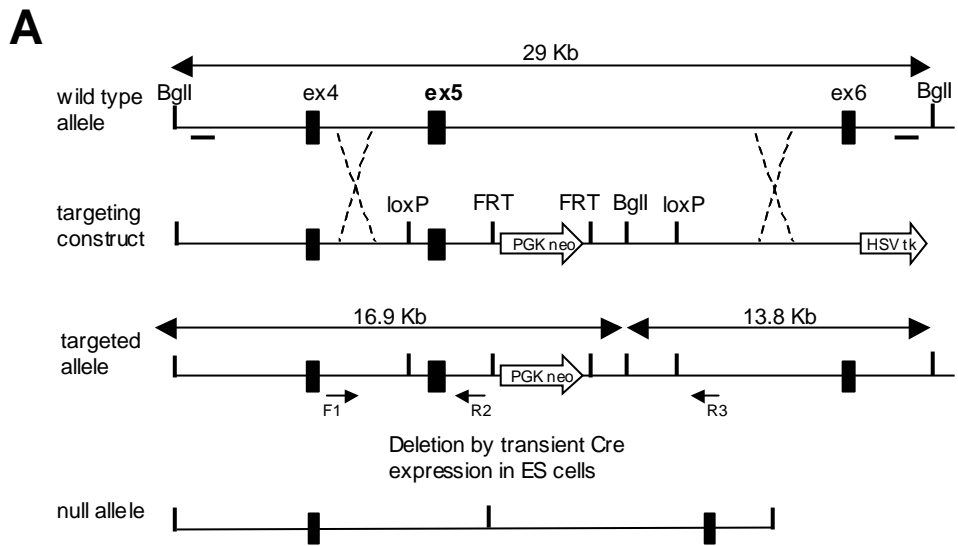 A
29 Kb
wild type allele
BglI ex4 ex5 ex6 BglI
targeting construct
loxP FRT FRT BglI loxP
PGK neo HSV tk
16.9 Kb 13.8 Kb
targeted allele
PGK neo
F1 R2 R3
Deletion by transient Cre
expression in ES cells
null allele